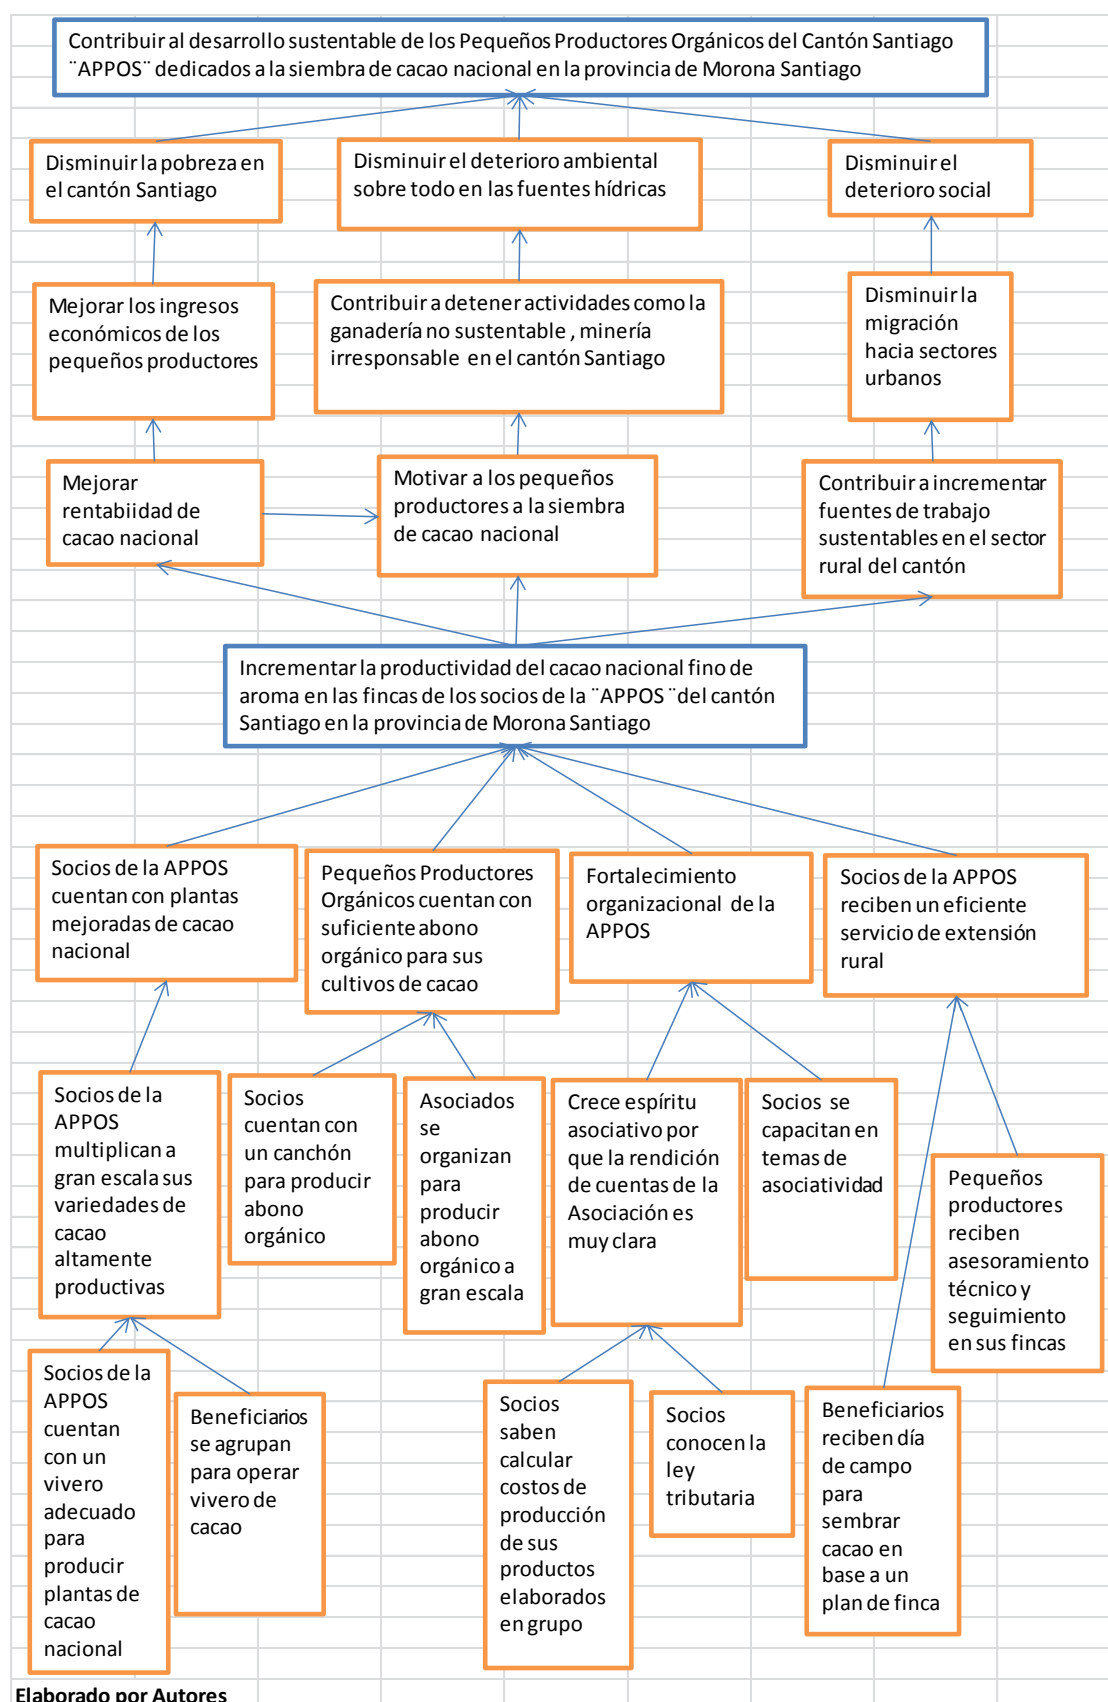 Contribuir al desarrollo sustentable de los Pequeños Productores Orgánicos del Cantón Santiago
¨APPOS¨ dedicados a la siembra de cacao nacional en la provincia de Morona Santiago
Disminuir la pobreza en
el cantón Santiago
Disminuir el deterioro ambiental
sobre todo en las fuentes hídricas
Disminuir el
deterioro social
Mejorar los ingresos
económicos de los
pequeños productores
Contribuir a detener actividades como la
ganadería no sustentable , minería
irresponsable en el cantón Santiago
Disminuir la
migración
hacia sectores
urbanos
Mejorar
rentabiidad de
cacao nacional
Motivar a los pequeños
productores a la siembra
de cacao nacional
Contribuir a incrementar
fuentes de trabajo
sustentables en el sector
rural del cantón
Incrementar la productividad del cacao nacional fino de
aroma en las fincas de los socios de la ¨APPOS ¨del cantón
Santiago en la provincia de Morona Santiago
Socios de la APPOS
cuentan con plantas
mejoradas de cacao
nacional
Pequeños Productores
Orgánicos cuentan con
suficiente abono
orgánico para sus
cultivos de cacao
Fortalecimiento
organizacional de la
APPOS
Socios de la APPOS
reciben un eficiente
servicio de extensión
rural
Socios de la
APPOS
multiplican a
gran escala sus
variedades de
cacao
altamente
productivas
Socios
cuentan con
un canchón
para producir
abono
orgánico
Asociados
se
organizan
para
producir
abono
orgánico a
gran escala
Crece espíritu
asociativo por
que la rendición
de cuentas de la
Asociación es
muy clara
Socios se
capacitan en
temas de
asociatividad
Pequeños
productores
reciben
asesoramiento
técnico y
seguimiento
en sus fincas
Socios de la
APPOS
cuentan
con un
vivero
adecuado
para
producir
plantas de
cacao
nacional
Beneficiarios
se agrupan
para operar
vivero de
cacao
Socios
saben
calcular
costos de
producción
de sus
productos
elaborados
en grupo
Socios
conocen la
ley
tributaria
Beneficiarios
reciben día
de campo
para
sembrar
cacao en
base a un
plan de finca
Elaborado por Autores